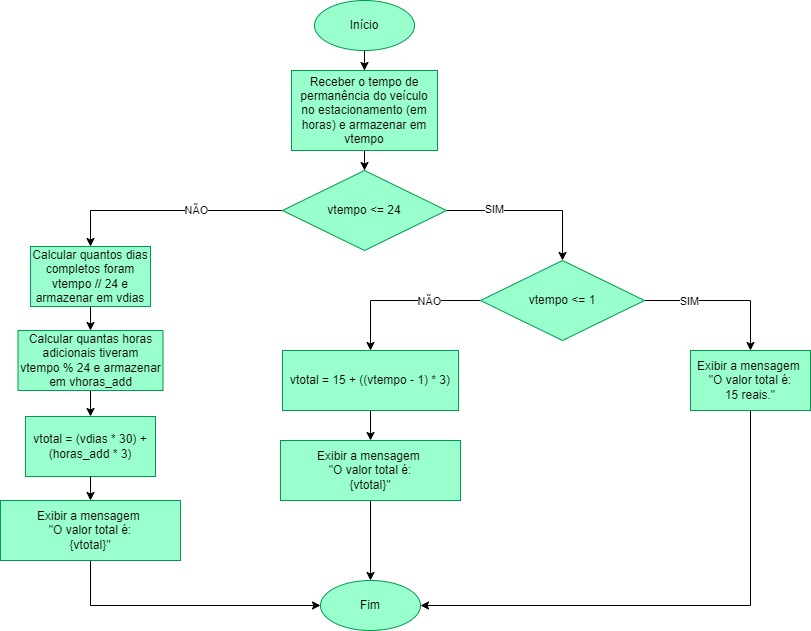 Início
Receber o tempo de
permanência do veículo
no estacionamento (em
horas) e armazenar em
vtempo
vtempo <= 24
NÃO
SIM
Calcular quantos dias
completos foram
vtempo // 24 e
armazenar em vdias
vtempo <= 1
NÃO
SIM
Calcular quantas horas
adicionais tiveram
vtempo % 24 e armazenar
em vhoras_add
vtotal = 15 + ((vtempo - 1) * 3)
Exibir a mensagem
"O valor total é:
15 reais."
vtotal = (vdias * 30) +
(horas_add * 3)
Exibir a mensagem
"O valor total é:
{vtotal}"
Exibir a mensagem
"O valor total é:
{vtotal}"
Fim